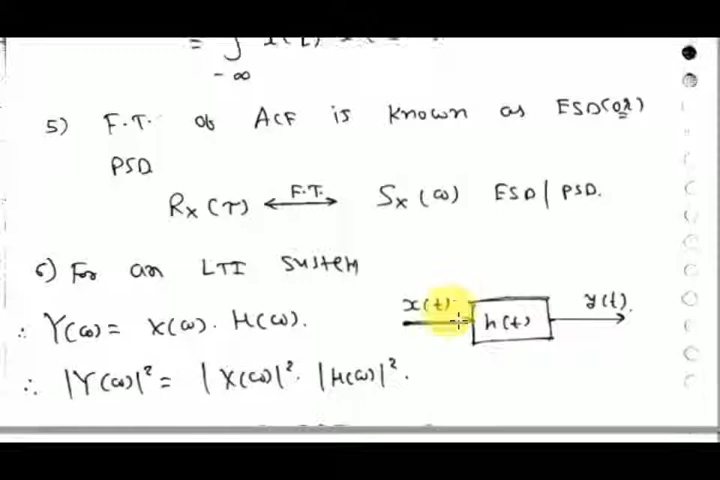 - ∞
5) F.T. of ACF is known as ESD(or)
PSD
Rx(τ) ⟷ F.T. Sx(ω) ESD| PSD.
6) For an LTI system
∴ Y(ω) = X(ω). H(ω).
x(t). h(t) y(t).
∴ |Y(ω)|² = |X(ω)|². |H(ω)|².